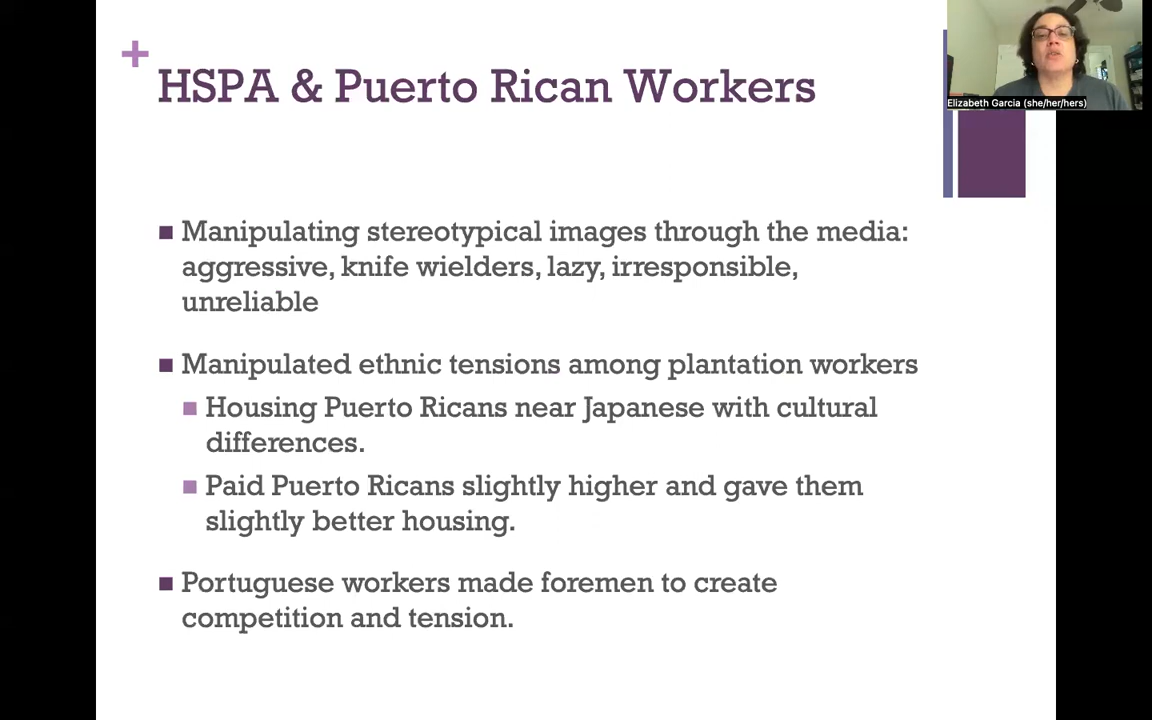 +
HSPA & Puerto Rican Workers
Elizabeth Garcia (she/her/hers)
■ Manipulating stereotypical images through the media:
aggressive, knife wielders, lazy, irresponsible,
unreliable
■ Manipulated ethnic tensions among plantation workers
■ Housing Puerto Ricans near Japanese with cultural
differences.
■ Paid Puerto Ricans slightly higher and gave them
slightly better housing.
■ Portuguese workers made foremen to create
competition and tension.